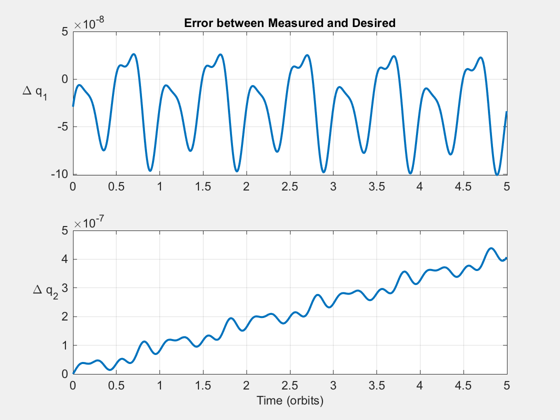 Error between Measured and Desired
×10^-8
5
0
-5
-10
Δ q_1
0 0.5 1 1.5 2 2.5 3 3.5 4 4.5 5
×10^-7
5
4
3
2
1
0
Δ q_2
0 0.5 1 1.5 2 2.5 3 3.5 4 4.5 5
Time (orbits)